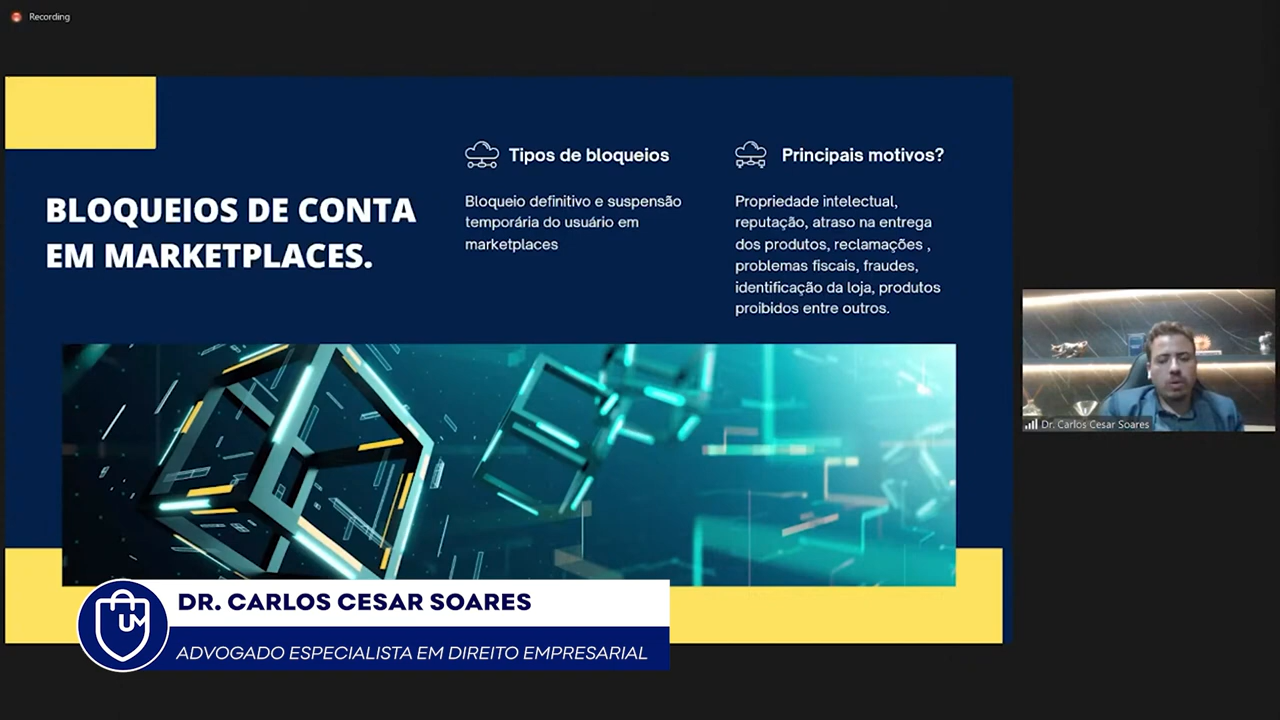 Recording
BLOQUEIOS DE CONTA
EM MARKETPLACES.
Tipos de bloqueios
Bloqueio definitivo e suspensão
temporária do usuário em
marketplaces
Principais motivos?
Propriedade intelectual,
reputação, atraso na entrega
dos produtos, reclamações ,
problemas fiscais, fraudes,
identificação da loja, produtos
proibidos entre outros.
Dr. Carlos Cesar Soares
UM
DR. CARLOS CESAR SOARES
ADVOGADO ESPECIALISTA EM DIREITO EMPRESARIAL